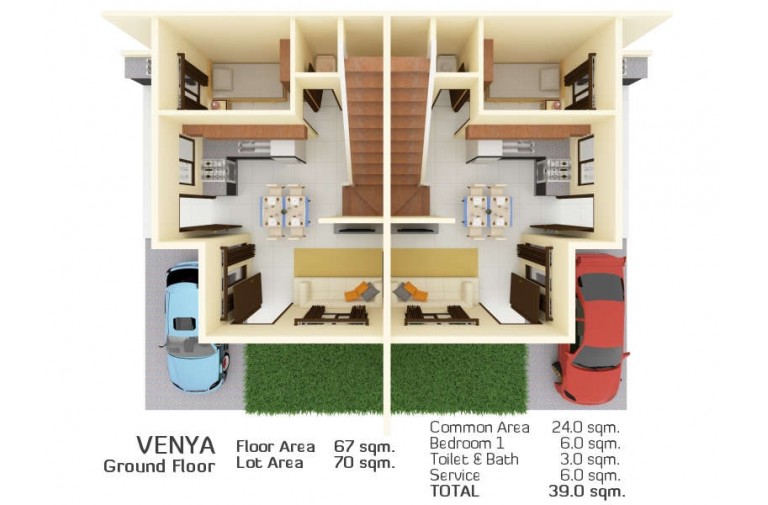 VENYA
Ground Floor
Floor Area 67 sqm.
Lot Area 70 sqm.
Common Area 24.0 sqm.
Bedroom 1 6.0 sqm.
Toilet & Bath 3.0 sqm.
Service 6.0 sqm.
TOTAL 39.0 sqm.